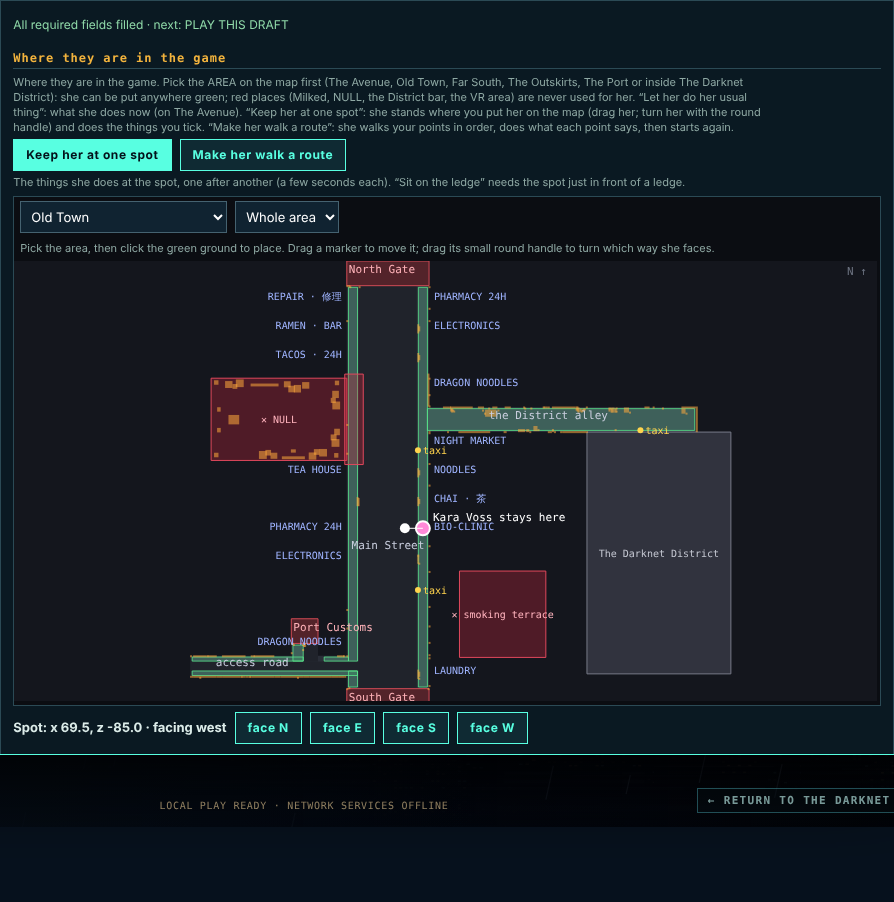 All required fields filled · next: PLAY THIS DRAFT
Where they are in the game
Where they are in the game. Pick the AREA on the map first (The Avenue, Old Town, Far South, The Outskirts, The Port or inside The Darknet
District): she can be put anywhere green; red places (Milked, NULL, the District bar, the VR area) are never used for her. “Let her do her usual
thing”: what she does now (on The Avenue). “Keep her at one spot”: she stands where you put her on the map (drag her; turn her with the round
handle) and does the things you tick. “Make her walk a route”: she walks your points in order, does what each point says, then starts again.
Keep her at one spot
Make her walk a route
The things she does at the spot, one after another (a few seconds each). “Sit on the ledge” needs the spot just in front of a ledge.
Old Town
Whole area
Pick the area, then click the green ground to place. Drag a marker to move it; drag its small round handle to turn which way she faces.
North Gate
N ↑
REPAIR · 修理
PHARMACY 24H
RAMEN · BAR
ELECTRONICS
TACOS · 24H
DRAGON NOODLES
the District alley
× NULL
taxi
NIGHT MARKET
taxi
TEA HOUSE
NOODLES
CHAI · 茶
Kara Voss stays here
PHARMACY 24H
BIO-CLINIC
Main Street
ELECTRONICS
The Darknet District
taxi
× smoking terrace
Port Customs
DRAGON NOODLES
access road
LAUNDRY
South Gate
Spot: x 69.5, z -85.0 · facing west
face N
face E
face S
face W
LOCAL PLAY READY · NETWORK SERVICES OFFLINE
← RETURN TO THE DARKNET